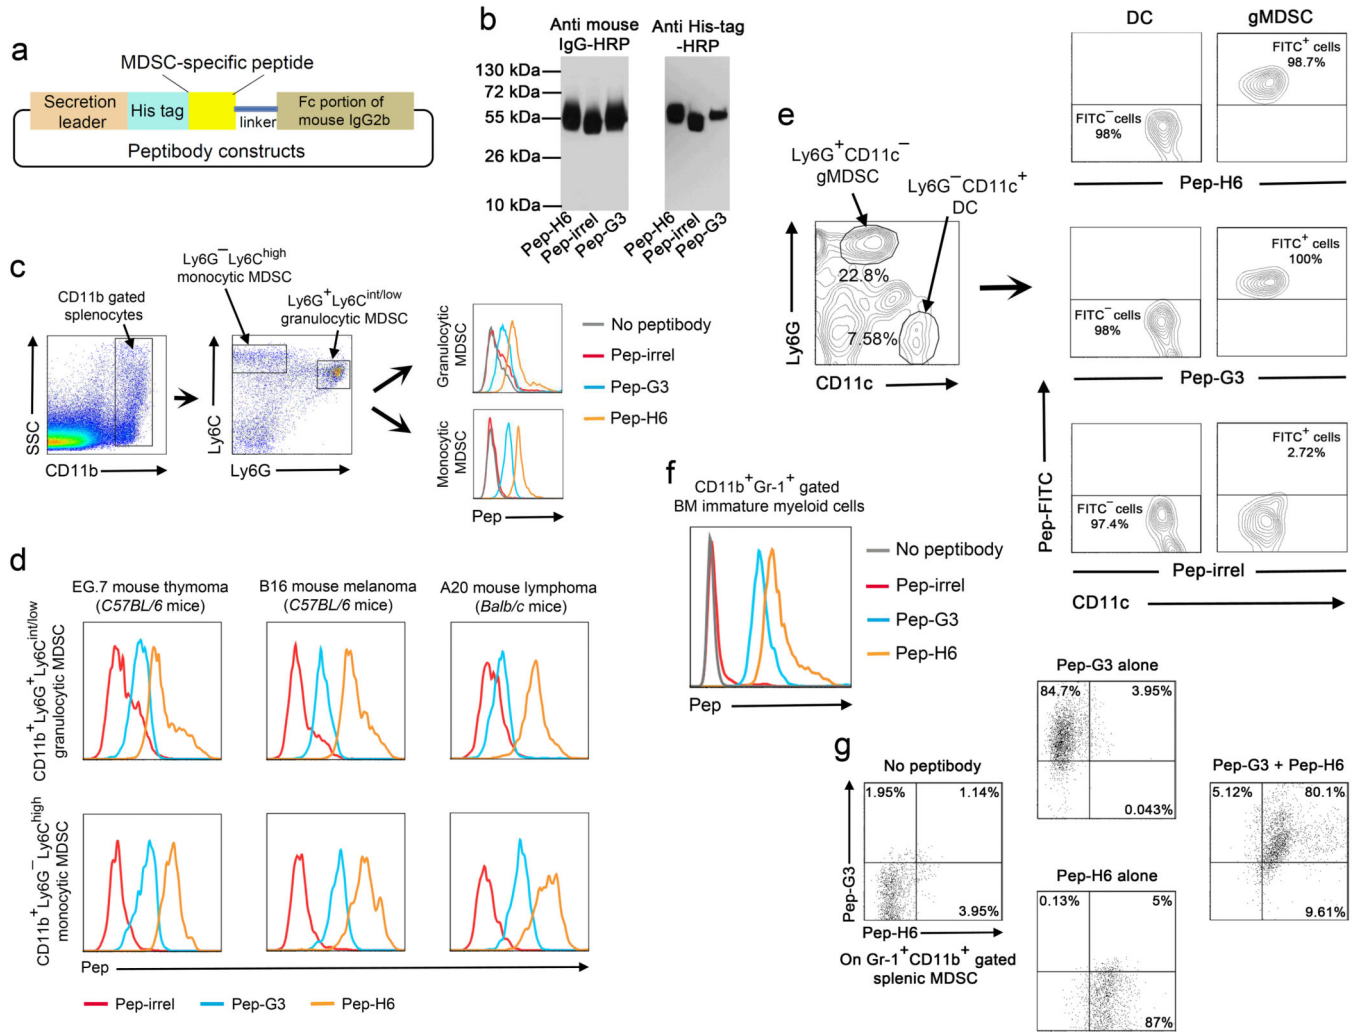 a
MDSC-specific peptide
Secretion
leader
His tag
linker
Fc portion of
mouse IgG2b
Peptibody constructs
b
Anti mouse
IgG-HRP
Anti His-tag
-HRP
130 kDa
72 kDa
55 kDa
26 kDa
10 kDa
Pep-H6
Pep-irrel
Pep-G3
Pep-H6
Pep-irrel
Pep-G3
c
CD11b gated
splenocytes
Ly6G⁻Ly6C^high
monocytic MDSC
Ly6G⁺Ly6C^int/low
granulocytic MDSC
SSC
CD11b
Ly6C
Ly6G
Granulocytic
MDSC
Monocytic
MDSC
Pep
No peptibody
Pep-irrel
Pep-G3
Pep-H6
d
EG.7 mouse thymoma
(C57BL/6 mice)
B16 mouse melanoma
(C57BL/6 mice)
A20 mouse lymphoma
(Balb/c mice)
CD11b⁺Ly6G⁺Ly6C^int/low
granulocytic MDSC
CD11b⁺Ly6G⁻Ly6C^high
monocytic MDSC
Pep
Pep-irrel
Pep-G3
Pep-H6
e
Ly6G⁺CD11c⁻
gMDSC
Ly6G⁻CD11c⁺
DC
22.8%
7.58%
Ly6G
CD11c
DC
gMDSC
FITC⁺ cells
98.7%
FITC⁻cells
98%
Pep-H6
FITC⁺ cells
100%
FITC⁻cells
98%
Pep-G3
FITC⁺ cells
2.72%
FITC⁻cells
97.4%
Pep-irrel
Pep-FITC
CD11c
f
CD11b⁺Gr-1⁺ gated
BM immature myeloid cells
No peptibody
Pep-irrel
Pep-G3
Pep-H6
Pep
g
No peptibody
1.95%
1.14%
3.95%
Pep-G3
Pep-H6
On Gr-1⁺CD11b⁺ gated
splenic MDSC
Pep-G3 alone
84.7%
3.95%
0.043%
Pep-H6 alone
0.13%
5%
87%
Pep-G3 + Pep-H6
5.12%
80.1%
9.61%